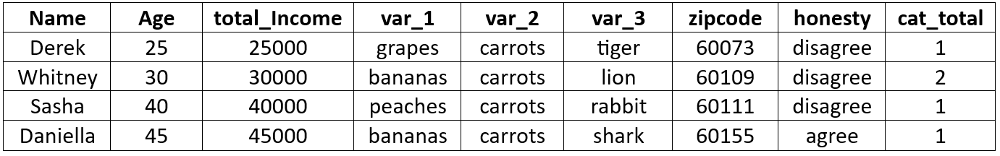 Name Age total_Income var_1 var_2 var_3 zipcode honesty cat_total
Derek 25 25000 grapes carrots tiger 60073 disagree 1
Whitney 30 30000 bananas carrots lion 60109 disagree 2
Sasha 40 40000 peaches carrots rabbit 60111 disagree 1
Daniella 45 45000 bananas carrots shark 60155 agree 1